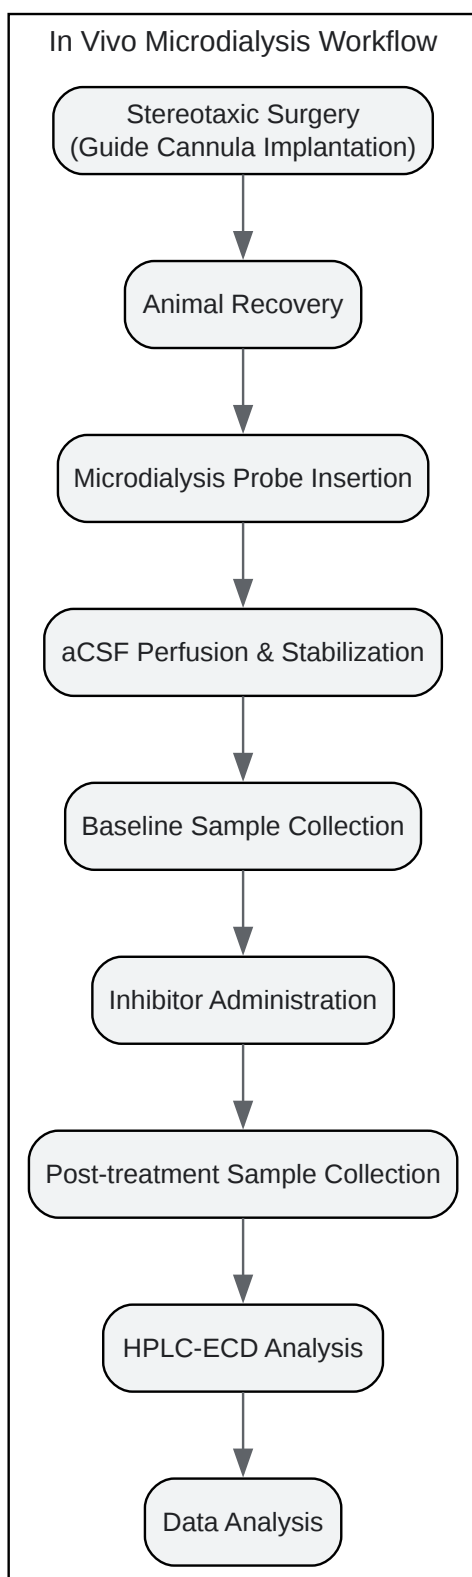 In Vivo Microdialysis Workflow
Stereotaxic Surgery
(Guide Cannula Implantation)
Animal Recovery
Microdialysis Probe Insertion
aCSF Perfusion & Stabilization
Baseline Sample Collection
Inhibitor Administration
Post-treatment Sample Collection
HPLC-ECD Analysis
Data Analysis